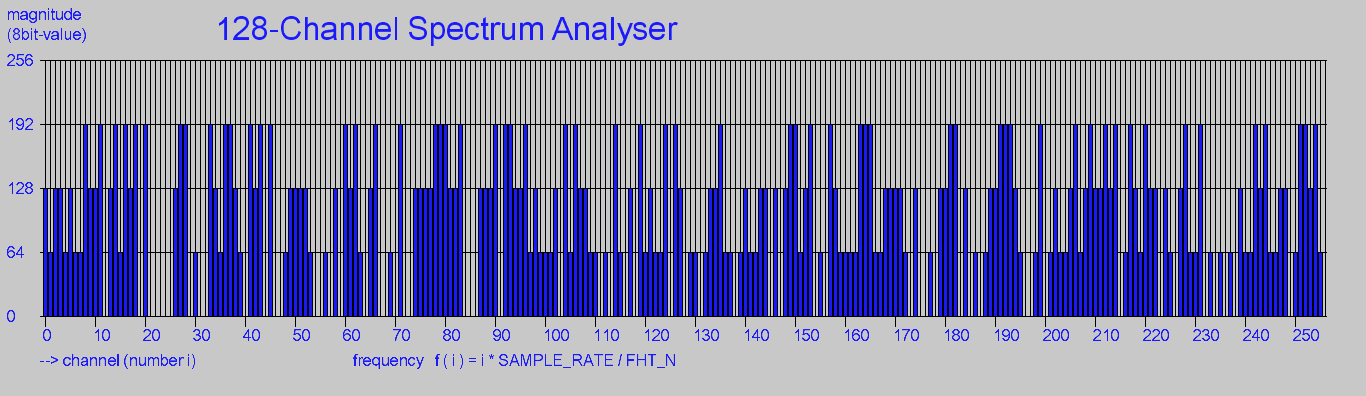 magnitude
(8bit-value)
128-Channel Spectrum Analyser
256
192
128
64
0
0 10 20 30 40 50 60 70 80 90 100 110 120 130 140 150 160 170 180 190 200 210 220 230 240 250
--> channel (number i)
frequency f ( i ) = i * SAMPLE_RATE / FHT_N